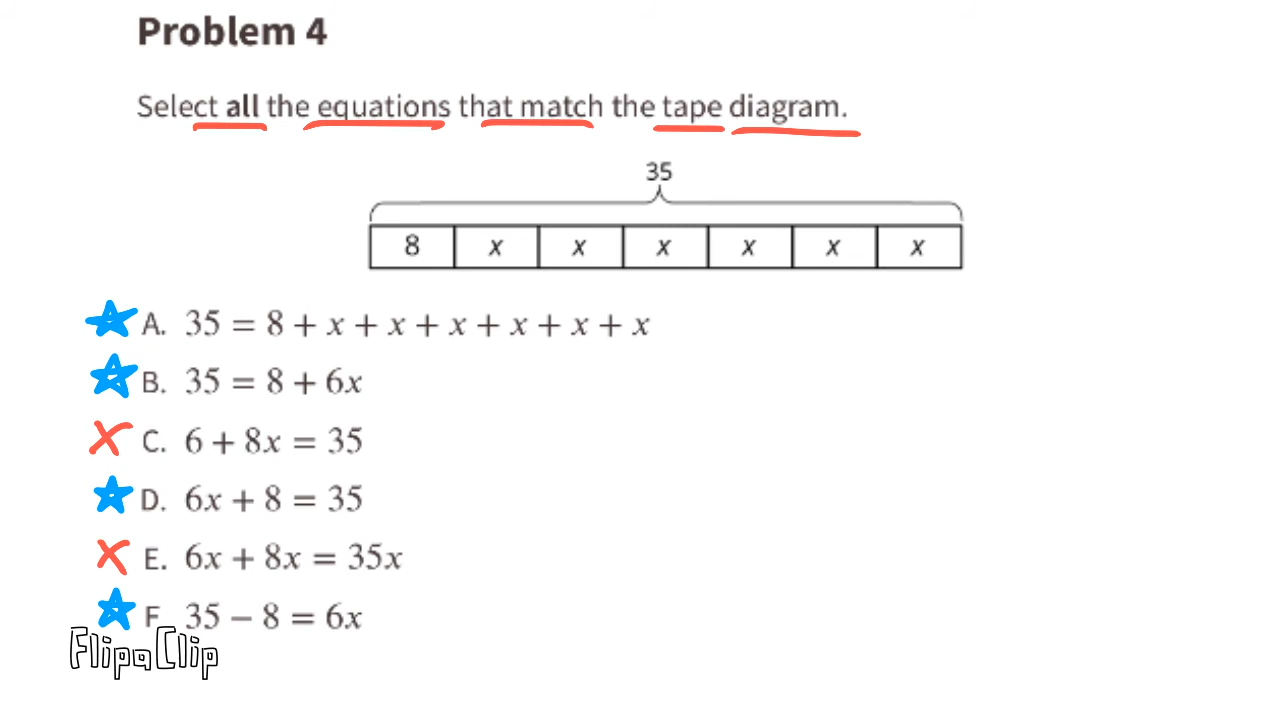 Problem 4
Select all the equations that match the tape diagram.
35
8 x x x x x x
A. 35 = 8 + x + x + x + x + x + x
B. 35 = 8 + 6x
C. 6 + 8x = 35
D. 6x + 8 = 35
E. 6x + 8x = 35x
F. 35 − 8 = 6x
FlipaClip